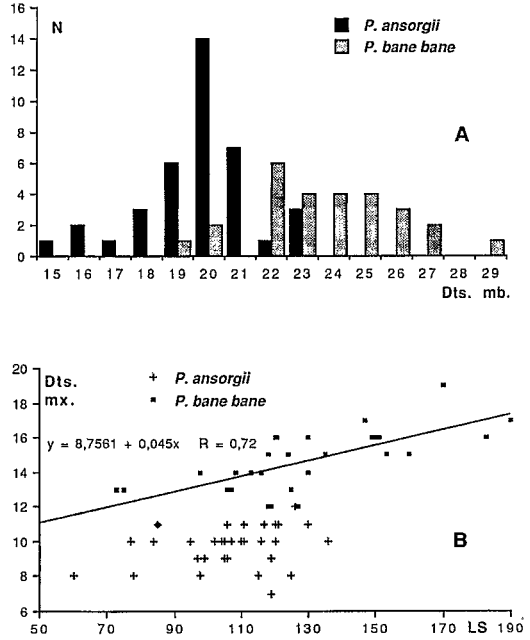 16
N
P. ansorgii
14
P. bane bane
12
10
8
A
6
4
2
0
15 16 17 18 19 20 21 22 23 24 25 26 27 28 29
Dts. mb.
20
Dts.
mx.
P. ansorgii
18
P. bane bane
16
y = 8,7561 + 0,045x R = 0,72
14
12
10
B
8
6
50 70 90 110 130 150 170 LS 190